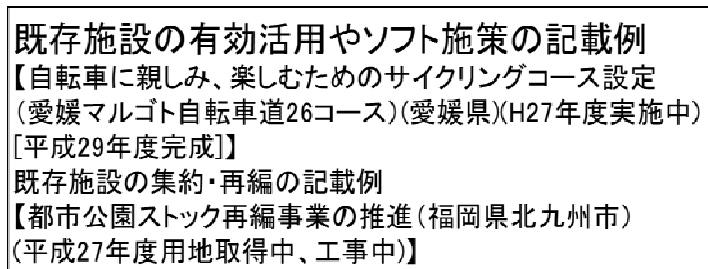 既存施設の有効活用やソフト施策の記載例
【自転車に親しみ、楽しむためのサイクリングコース設定
（愛媛マルゴト自転車道26コース）（愛媛県）（H27年度実施中）
[平成29年度完成]】
既存施設の集約・再編の記載例
【都市公園ストック再編事業の推進（福岡県北九州市）
（平成27年度用地取得中、工事中）】